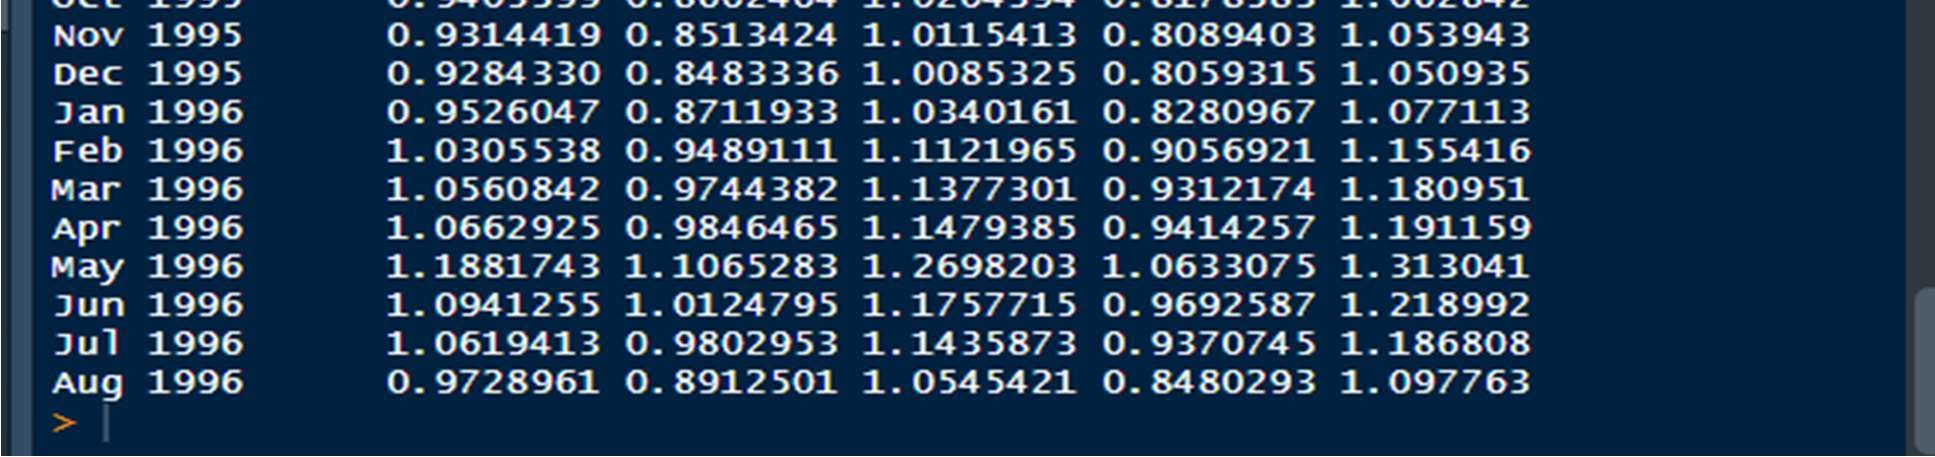 Nov 1995 0.9314419 0.8513424 1.0115413 0.8089403 1.053943
Dec 1995 0.9284330 0.8483336 1.0085325 0.8059315 1.050935
Jan 1996 0.9526047 0.8711933 1.0340161 0.8280967 1.077113
Feb 1996 1.0305538 0.9489111 1.1121965 0.9056921 1.155416
Mar 1996 1.0560842 0.9744382 1.1377301 0.9312174 1.180951
Apr 1996 1.0662925 0.9846465 1.1479385 0.9414257 1.191159
May 1996 1.1881743 1.1065283 1.2698203 1.0633075 1.313041
Jun 1996 1.0941255 1.0124795 1.1757715 0.9692587 1.218992
Jul 1996 1.0619413 0.9802953 1.1435873 0.9370745 1.186808
Aug 1996 0.9728961 0.8912501 1.0545421 0.8480293 1.097763
>